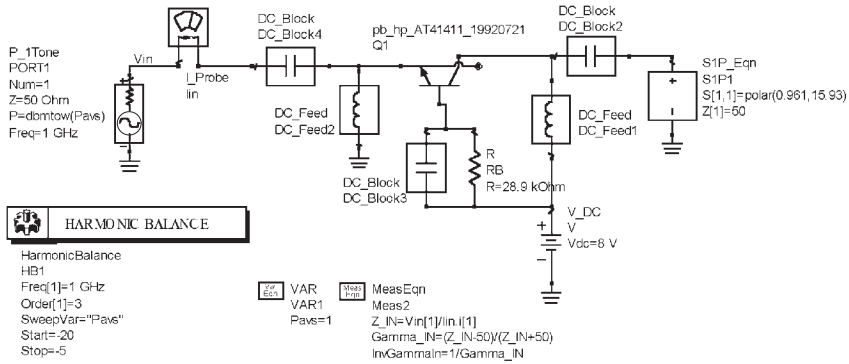 DC_Block
DC_Block4
pb_hp_AT41411_19920721
Q1
DC_Block
DC_Block2
P_1Tone
PORT1
Num=1
Z=50 Ohm
P=dbmtow(Pavs)
Freq=1 GHz
Vin
I_Probe
Iin
S1P_Eqn
S1P1
S[1,1]=polar(0.961,15.93)
Z[1]=50
DC_Feed
DC_Feed2
DC_Feed
DC_Feed1
DC_Block
DC_Block3
R
RB
R=28.9 kOhm
V_DC
V
Vdc=8 V
HARMONIC BALANCE
HarmonicBalance
HB1
Freq[1]=1 GHz
Order[1]=3
SweepVar="Pavs"
Start=-20
Stop=-5
Var Eqn
VAR
VAR1
Pavs=1
Meas Eqn
MeasEqn
Meas2
Z_IN=Vin[1]/Iin.i[1]
Gamma_IN=(Z_IN-50)/(Z_IN+50)
InvGammaIn=1/Gamma_IN